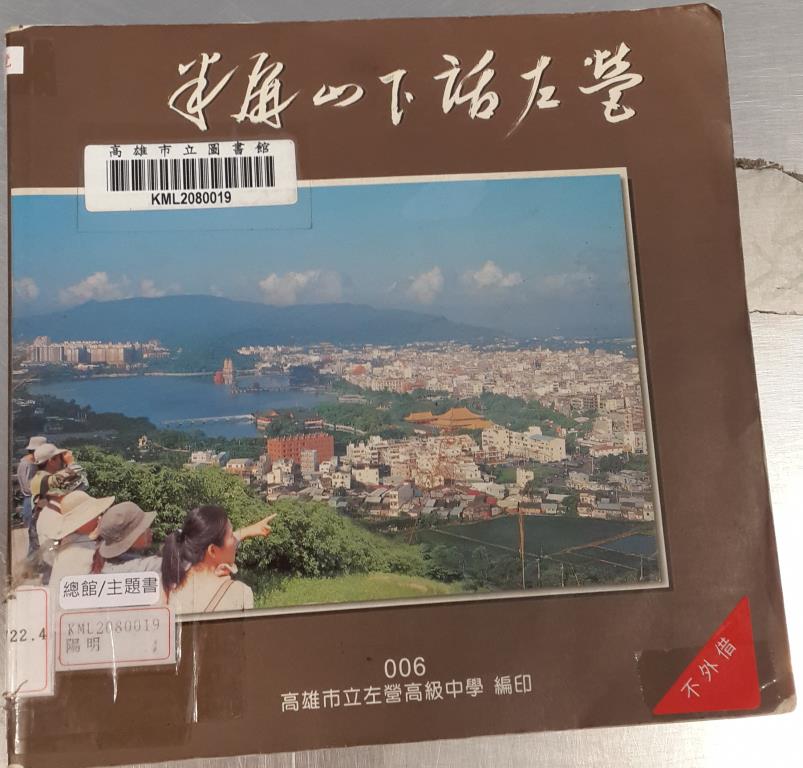 半屏山下話左營
高雄市立圖書館
KML2080019
總館/主題書
22.4
KML2080019
陽明
006
高雄市立左營高級中學 編印
不外借